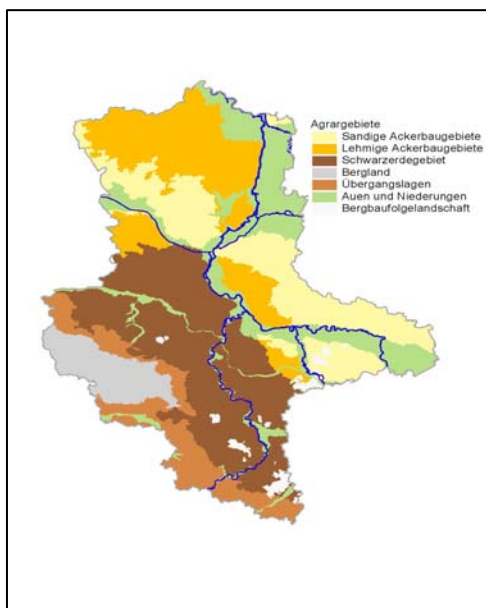 Agrargebiete
Sandige Ackerbaugebiete
Lehmige Ackerbaugebiete
Schwarzerdegebiet
Bergland
Übergangslagen
Auen und Niederungen
Bergbaufolgelandschaft